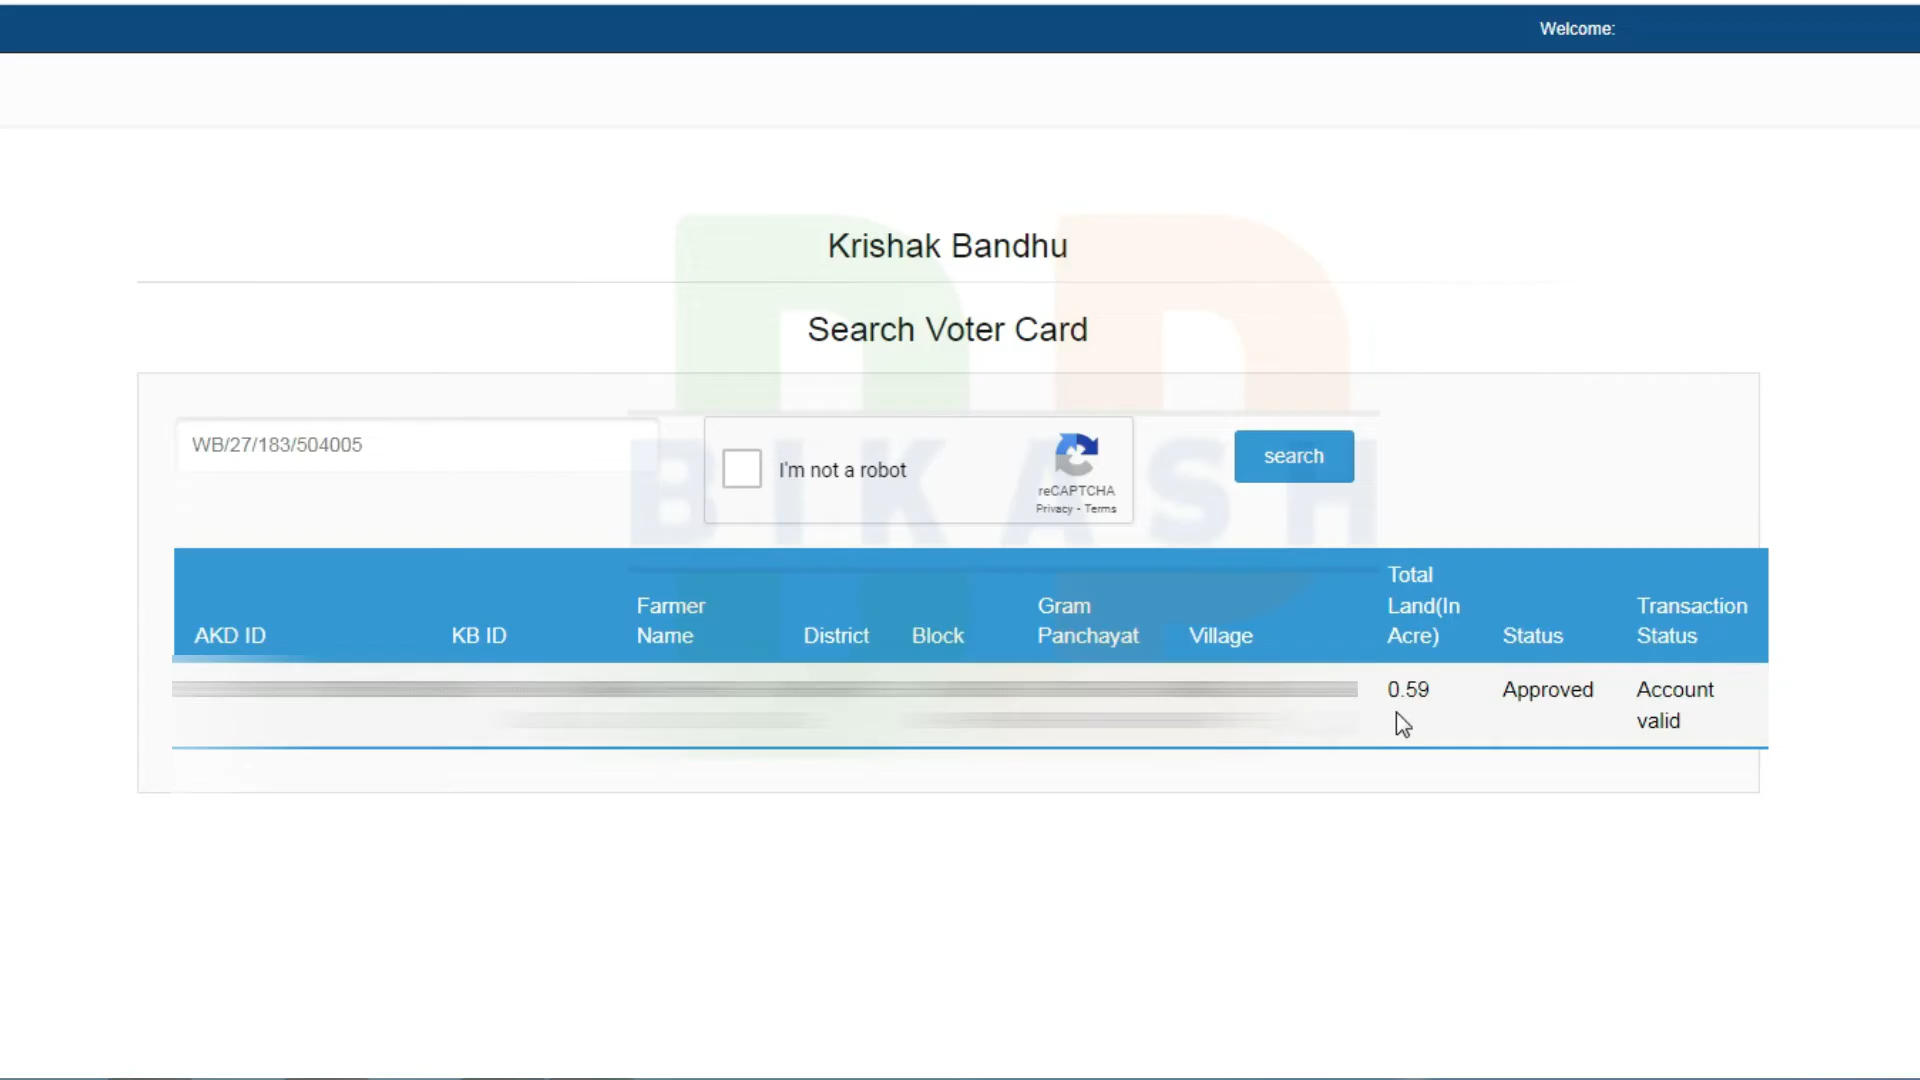 Welcome:
Krishak Bandhu
Search Voter Card
WB/27/183/504005
I'm not a robot
reCAPTCHA
Privacy - Terms
search
BIKASH
AKD ID
KB ID
Farmer
Name
District
Block
Gram
Panchayat
Village
Total
Land(In
Acre)
Status
Transaction
Status
0.59
Approved
Account
valid